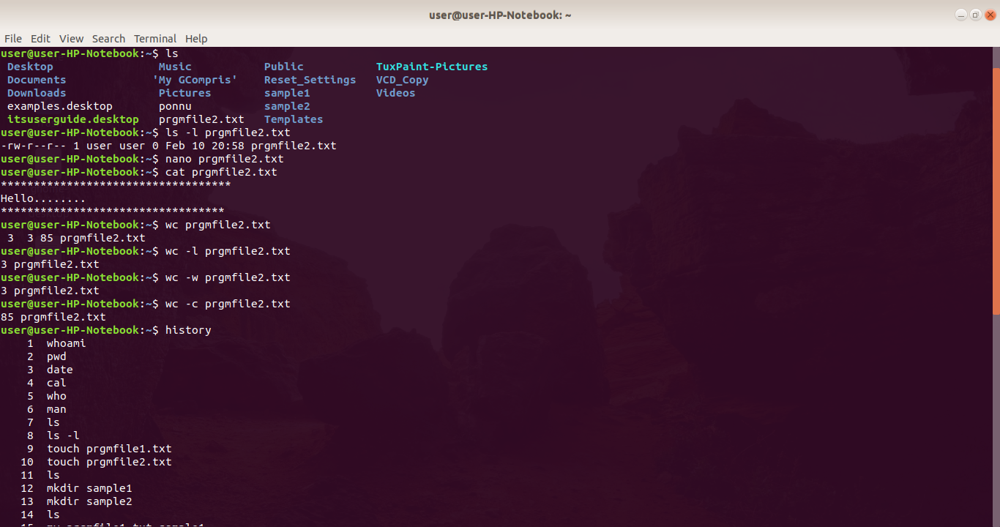 user@user-HP-Notebook: ~
File Edit View Search Terminal Help
user@user-HP-Notebook:~$ ls
Desktop Music Public TuxPaint-Pictures
Documents 'My GCompris' Reset_Settings VCD_Copy
Downloads Pictures sample1 Videos
examples.desktop ponnu sample2
itsuserguide.desktop prgmfile2.txt Templates
user@user-HP-Notebook:~$ ls -l prgmfile2.txt
-rw-r--r-- 1 user user 0 Feb 10 20:58 prgmfile2.txt
user@user-HP-Notebook:~$ nano prgmfile2.txt
user@user-HP-Notebook:~$ cat prgmfile2.txt
***********************************
Hello........
**********************************
user@user-HP-Notebook:~$ wc prgmfile2.txt
3 3 85 prgmfile2.txt
user@user-HP-Notebook:~$ wc -l prgmfile2.txt
3 prgmfile2.txt
user@user-HP-Notebook:~$ wc -w prgmfile2.txt
3 prgmfile2.txt
user@user-HP-Notebook:~$ wc -c prgmfile2.txt
85 prgmfile2.txt
user@user-HP-Notebook:~$ history
1 whoami
2 pwd
3 date
4 cal
5 who
6 man
7 ls
8 ls -l
9 touch prgmfile1.txt
10 touch prgmfile2.txt
11 ls
12 mkdir sample1
13 mkdir sample2
14 ls